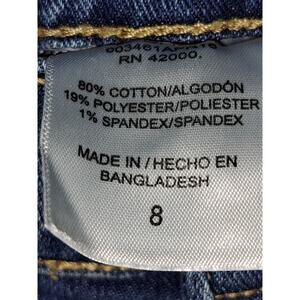 RN 42000.
80% COTTON/ALGODÓN
19% POLYESTER/POLIESTER
1% SPANDEX/SPANDEX
MADE IN / HECHO EN
BANGLADESH
8